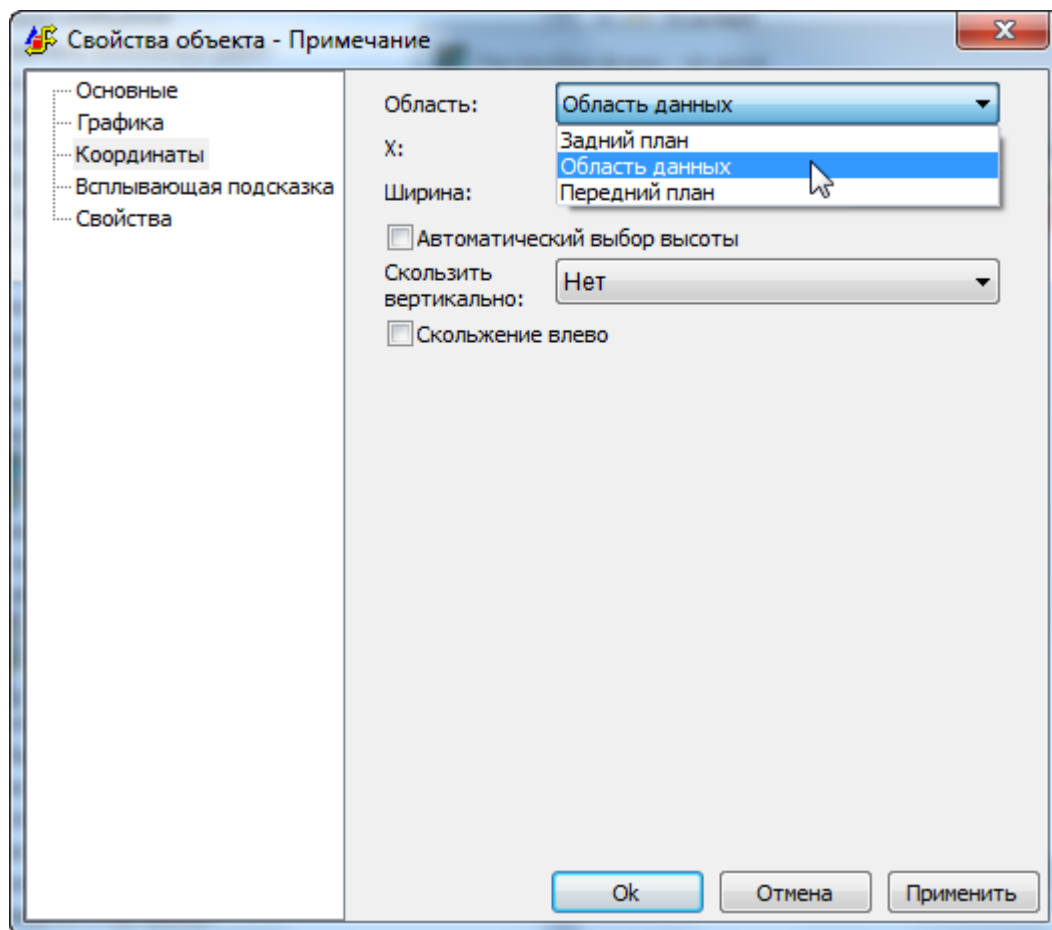 Свойства объекта - Примечание
Основные
Графика
Координаты
Всплывающая подсказка
Свойства
Область:
Область данных
Задний план
Область данных
Передний план
X:
Ширина:
Автоматический выбор высоты
Скользить
вертикально:
Нет
Скольжение влево
Ok
Отмена
Применить